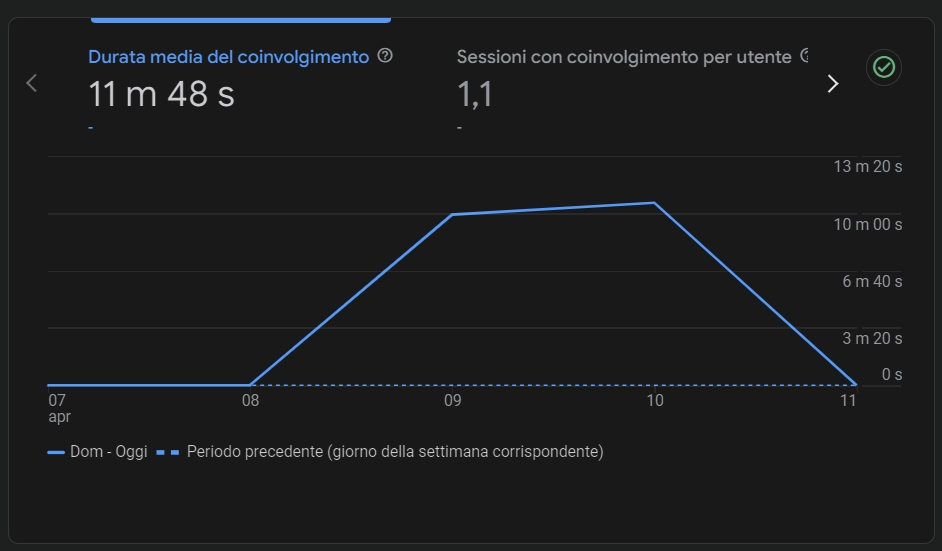 Durata media del coinvolgimento
11 m 48 s
-
Sessioni con coinvolgimento per utente
1,1
-
13 m 20 s
10 m 00 s
6 m 40 s
3 m 20 s
0 s
07 08 09 10 11
apr
Dom - Oggi Periodo precedente (giorno della settimana corrispondente)